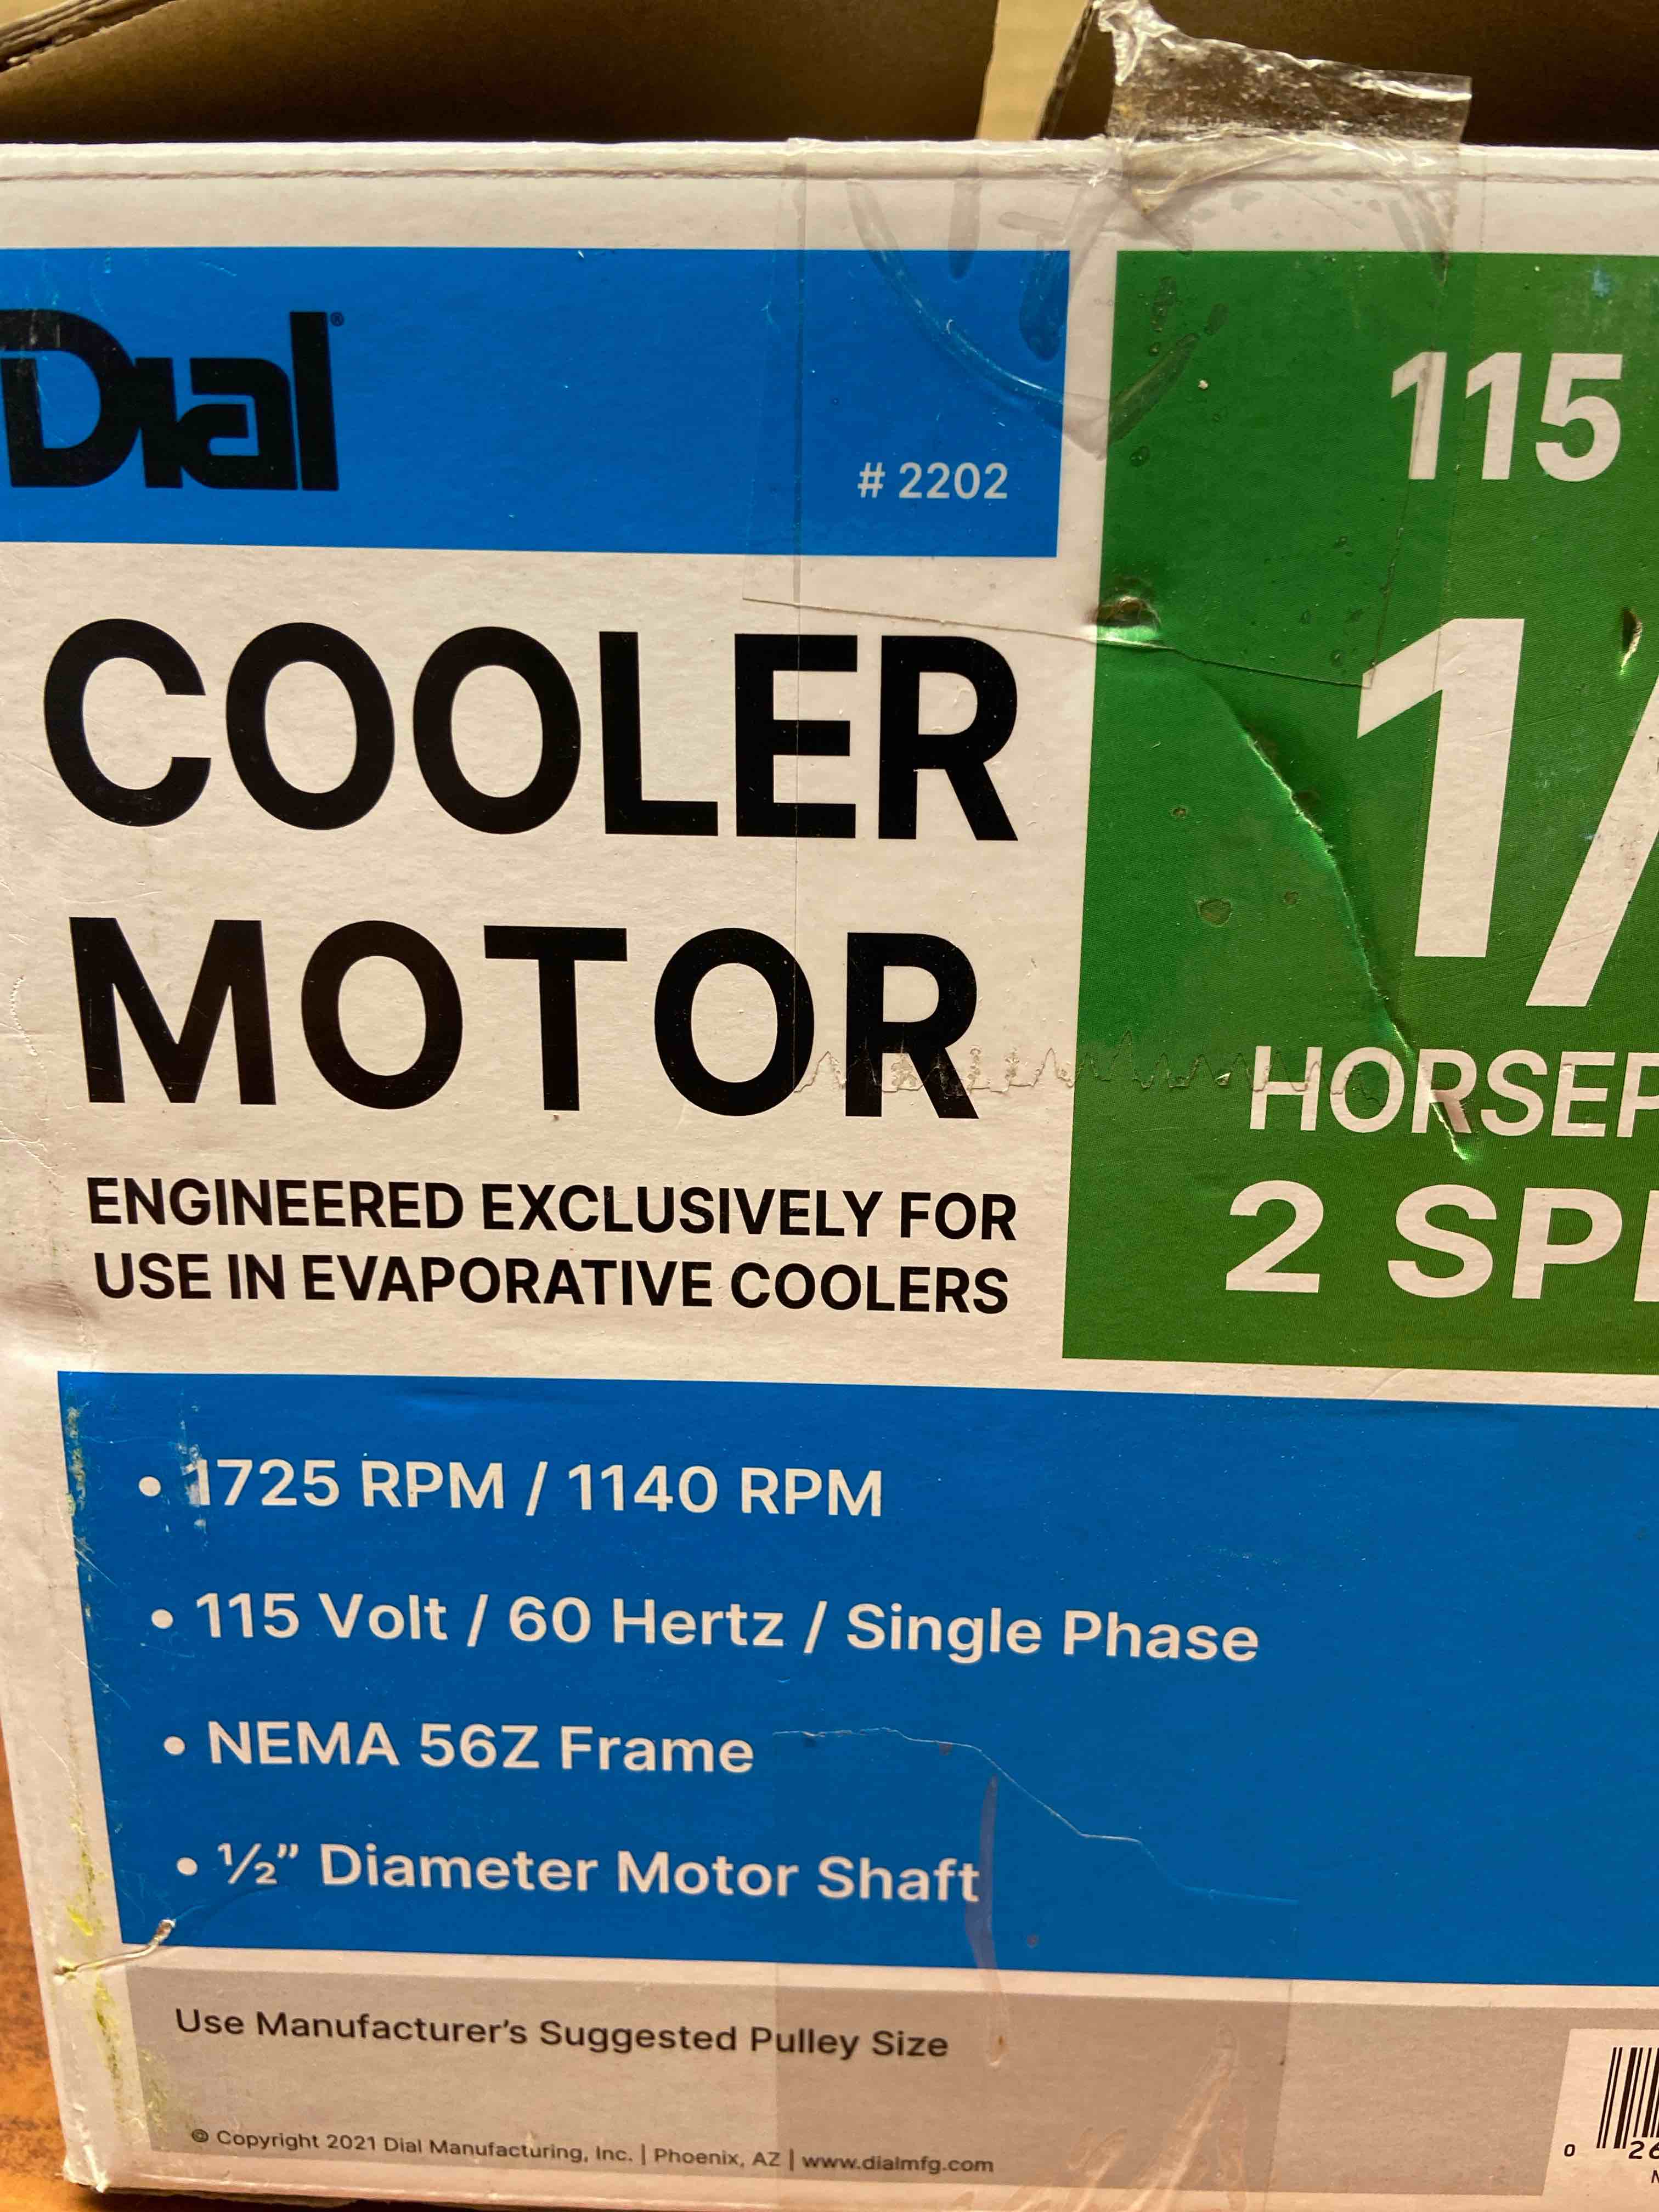 Dial®
# 2202
COOLER
MOTOR
ENGINEERED EXCLUSIVELY FOR
USE IN EVAPORATIVE COOLERS
115
1/
HORSEP
2 SP
• 1725 RPM / 1140 RPM
• 115 Volt / 60 Hertz / Single Phase
• NEMA 56Z Frame
• ½” Diameter Motor Shaft
Use Manufacturer’s Suggested Pulley Size
© Copyright 2021 Dial Manufacturing, Inc. | Phoenix, AZ | www.dialmfg.com
0 26